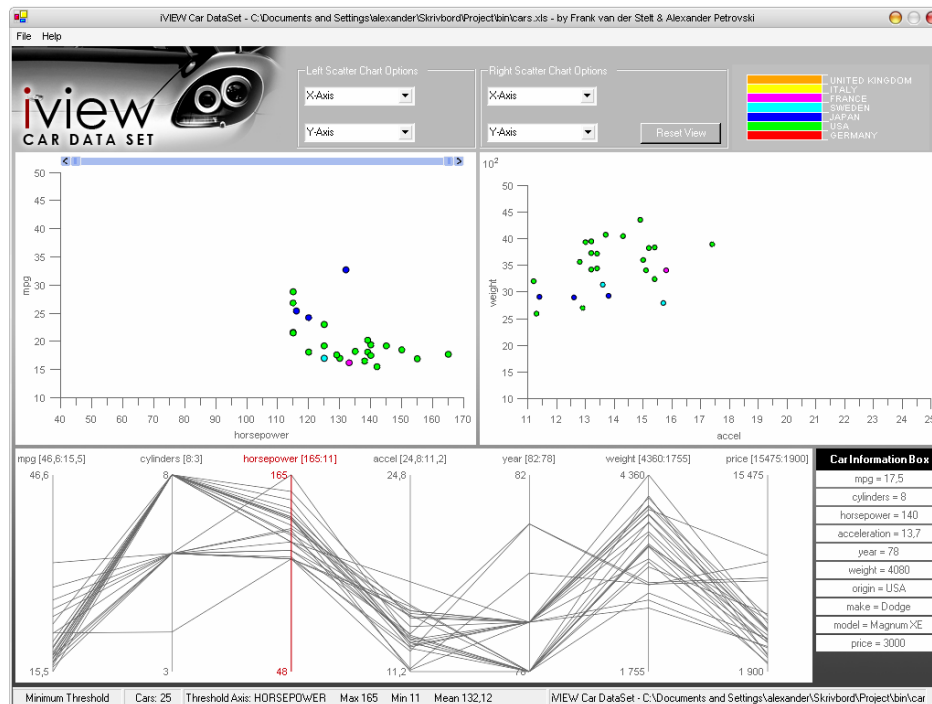 iVIEW Car DataSet - C:\Documents and Settings\alexander\Skrivbord\Project\bin\cars.xls - by Frank van der Stelt & Alexander Petrovski
File Help
iview
CAR DATA SET
Left Scatter Chart Options
X-Axis
Y-Axis
Right Scatter Chart Options
X-Axis
Y-Axis
Reset View
UNITED KINGDOM
ITALY
FRANCE
SWEDEN
JAPAN
USA
GERMANY
50
45
40
35
30
25
20
15
10
mpg
40 50 60 70 80 90 100 110 120 130 140 150 160 170
horsepower
10²
50
45
40
35
30
25
20
15
10
weight
11 12 13 14 15 16 17 18 19 20 21 22 23 24 25
accel
mpg [46,6:15,5] cylinders [8:3] horsepower [165:11] accel [24,8:11,2] year [82:78] weight [4360:1755] price [15475:1900]
46,6 8 165 24,8 82 4 360 15 475
15,5 3 48 11,2 78 1 755 1 900
Car Information Box
mpg = 17,5
cylinders = 8
horsepower = 140
acceleration = 13,7
year = 78
weight = 4080
origin = USA
make = Dodge
model = Magnum XE
price = 3000
Minimum Threshold Cars: 25 Threshold Axis: HORSEPOWER Max 165 Min 11 Mean 132,12 iVIEW Car DataSet - C:\Documents and Settings\alexander\Skrivbord\Project\bin\car